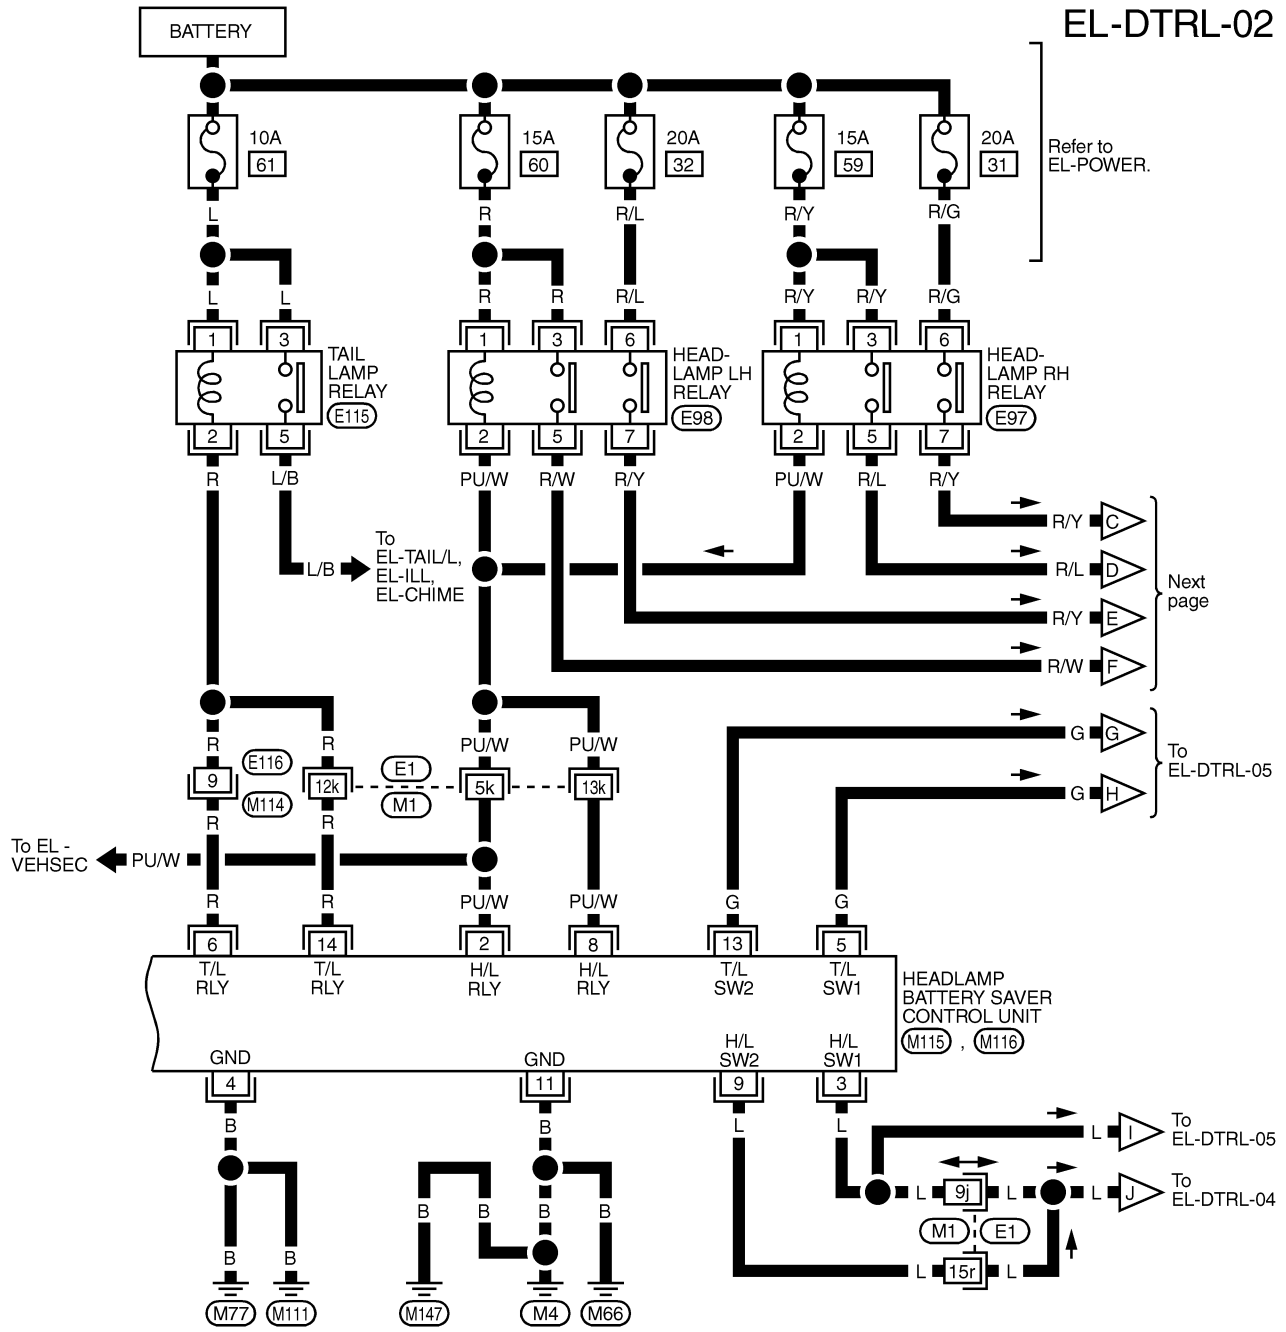 EL-DTRL-02
BATTERY
10A
61
15A
60
20A
32
15A
59
20A
31
Refer to
EL-POWER.
L
R
R/L
R/Y
R/G
L
L
R
R
R/L
R/Y
R/Y
R/G
1
3
1
3
6
1
3
6
TAIL
LAMP
RELAY
E115
HEAD-
LAMP LH
RELAY
E98
HEAD-
LAMP RH
RELAY
E97
2
5
2
5
7
2
5
7
R
L/B
PU/W
R/W
R/Y
PU/W
R/L
R/Y
R/Y
C
L/B
To
EL-TAIL/L,
EL-ILL,
EL-CHIME
R/L
D
R/Y
E
R/W
F
Next
page
R
R
PU/W
PU/W
G
G
9
E116
M114
12k
E1
M1
5k
13k
G
H
To
EL-DTRL-05
R
R
To EL -
VEHSEC
PU/W
R
R
PU/W
PU/W
G
G
6
14
2
8
13
5
T/L
RLY
T/L
RLY
H/L
RLY
H/L
RLY
T/L
SW2
T/L
SW1
HEADLAMP
BATTERY SAVER
CONTROL UNIT
M115 , M116
GND
GND
H/L
SW2
H/L
SW1
4
11
9
3
B
B
L
L
L
I
To
EL-DTRL-05
L
9j
L
L
J
To
EL-DTRL-04
B
B
B
B
M1
E1
B
B
L
15r
L
M77
M111
M147
M4
M66